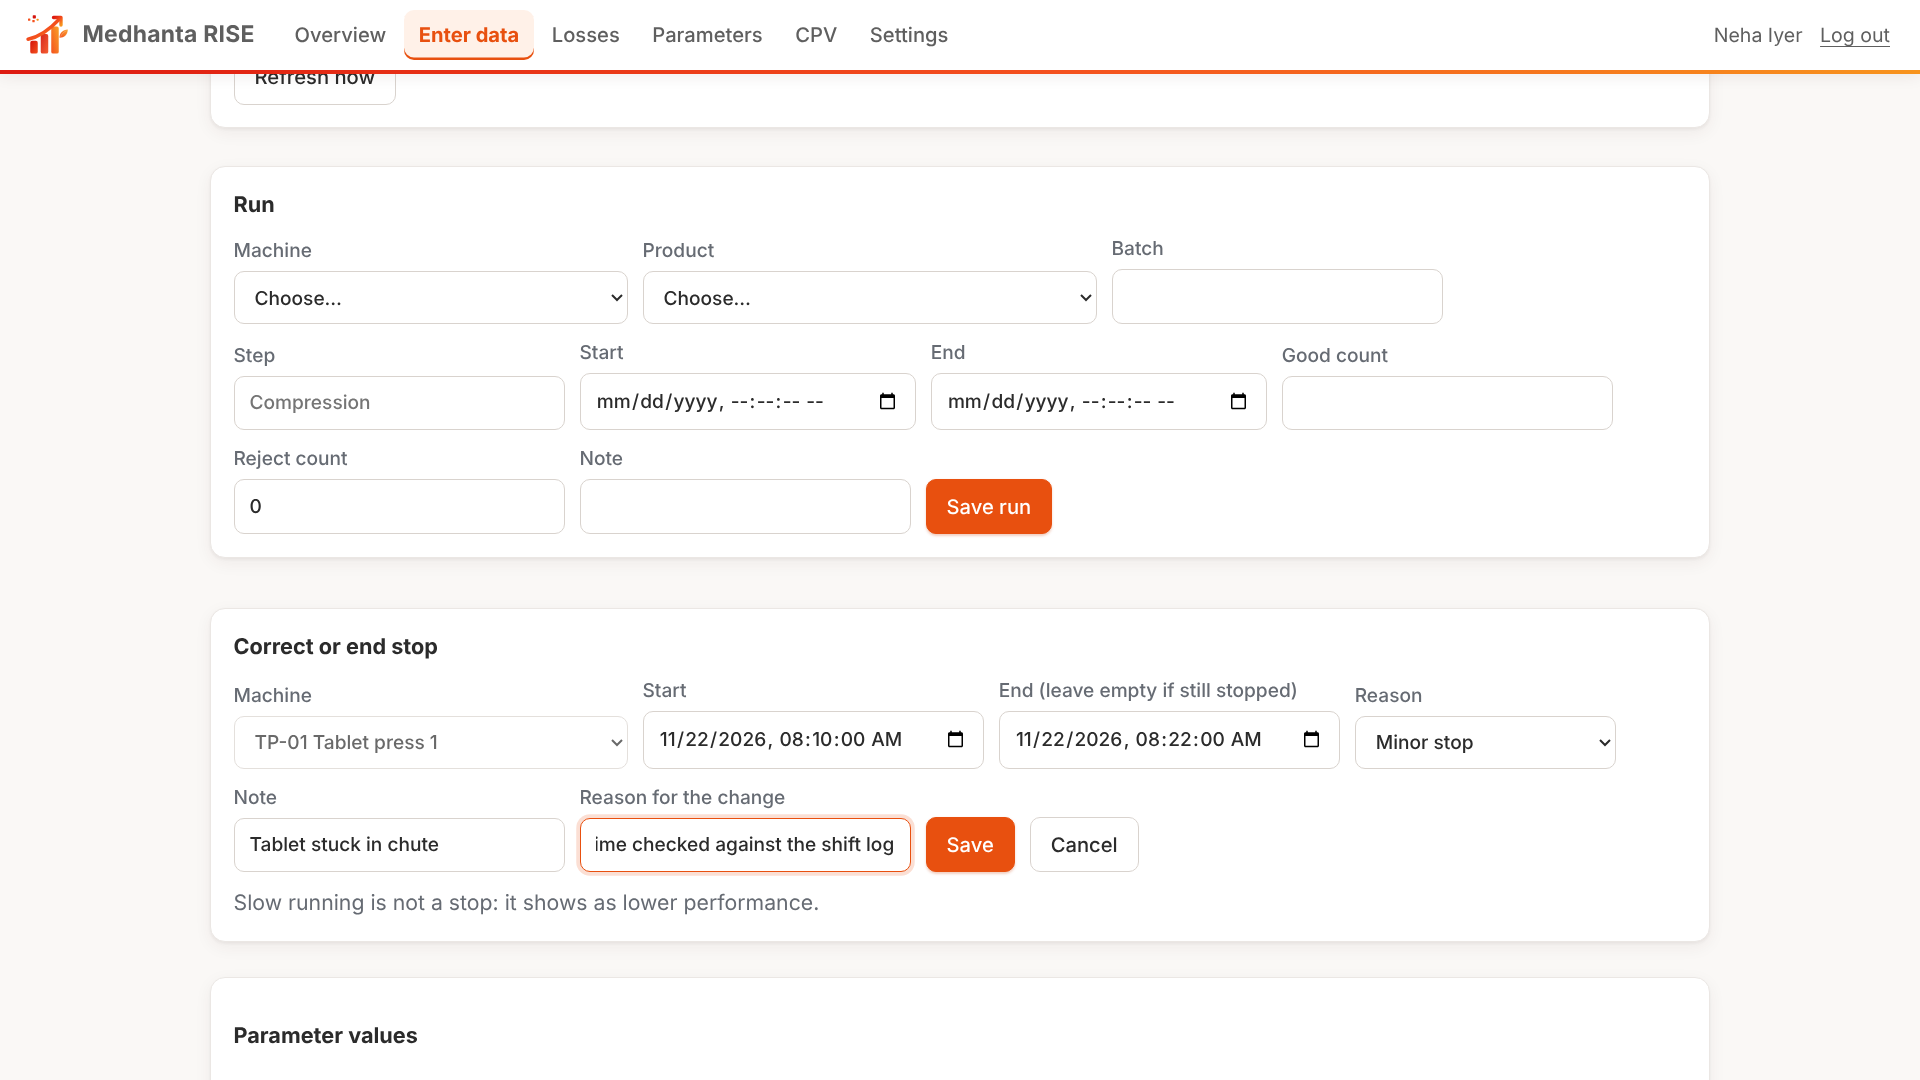 Medhanta RISE
Overview
Enter data
Losses
Parameters
CPV
Settings
Neha Iyer
Log out
Refresh now
Run
Machine
Product
Batch
Choose...
Choose...
Step
Start
End
Good count
Compression
mm/dd/yyyy, --:--:-- --
mm/dd/yyyy, --:--:-- --
Reject count
Note
0
Save run
Correct or end stop
Machine
Start
End (leave empty if still stopped)
Reason
TP-01 Tablet press 1
11/22/2026, 08:10:00 AM
11/22/2026, 08:22:00 AM
Minor stop
Note
Reason for the change
Tablet stuck in chute
ime checked against the shift log
Save
Cancel
Slow running is not a stop: it shows as lower performance.
Parameter values